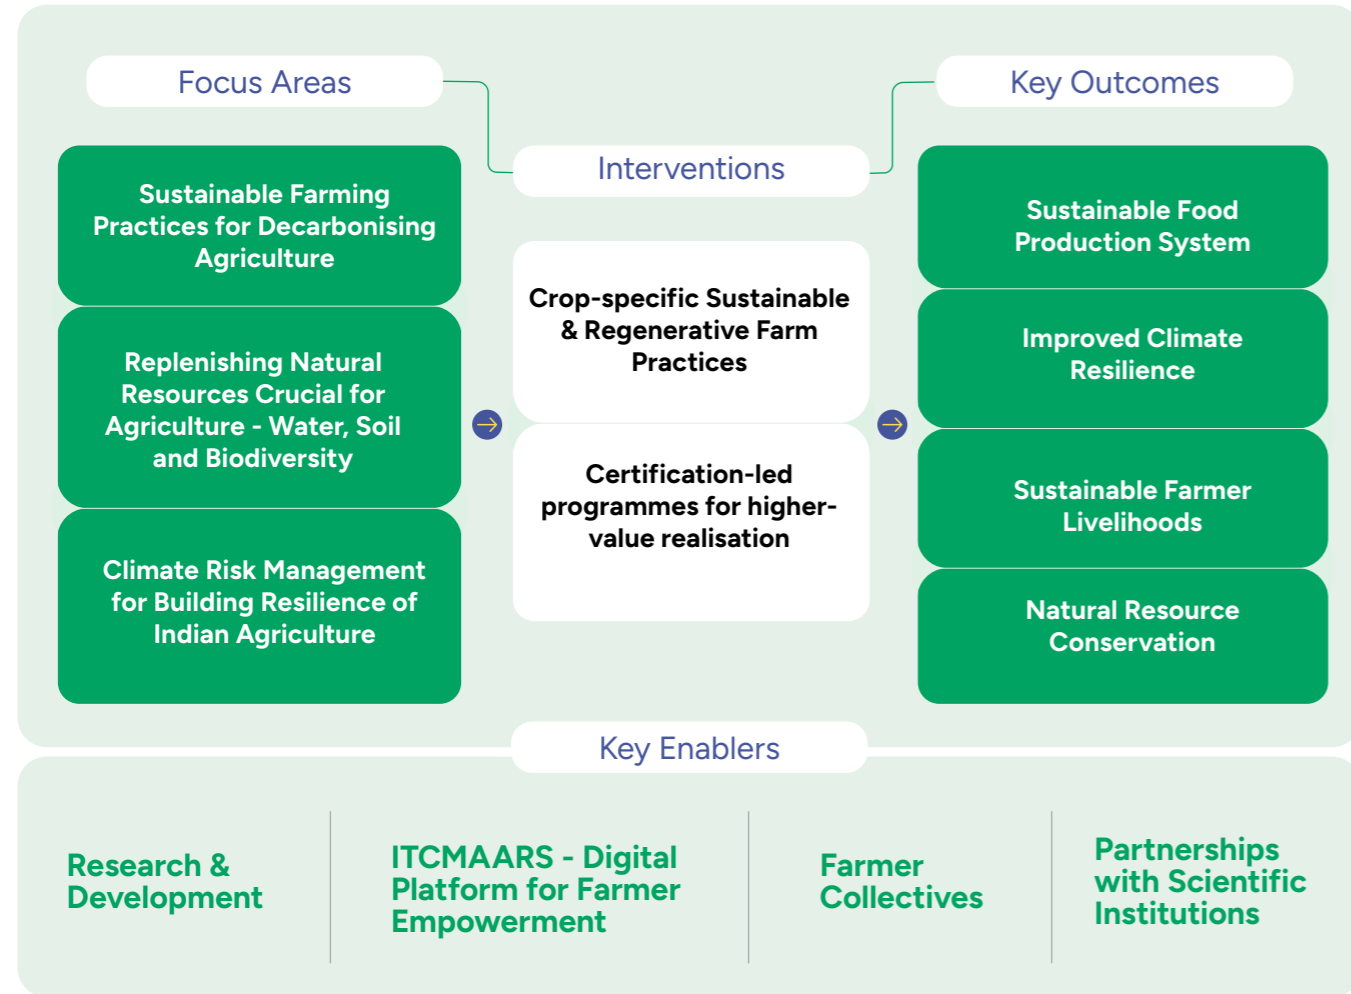 Focus Areas
Sustainable Farming
Practices for Decarbonising
Agriculture
Replenishing Natural
Resources Crucial for
Agriculture - Water, Soil
and Biodiversity
Climate Risk Management
for Building Resilience of
Indian Agriculture
Interventions
Crop-specific Sustainable
& Regenerative Farm
Practices
Certification-led
programmes for higher-
value realisation
Key Outcomes
Sustainable Food
Production System
Improved Climate
Resilience
Sustainable Farmer
Livelihoods
Natural Resource
Conservation
Key Enablers
Research &
Development
ITCMAARS - Digital
Platform for Farmer
Empowerment
Farmer
Collectives
Partnerships
with Scientific
Institutions